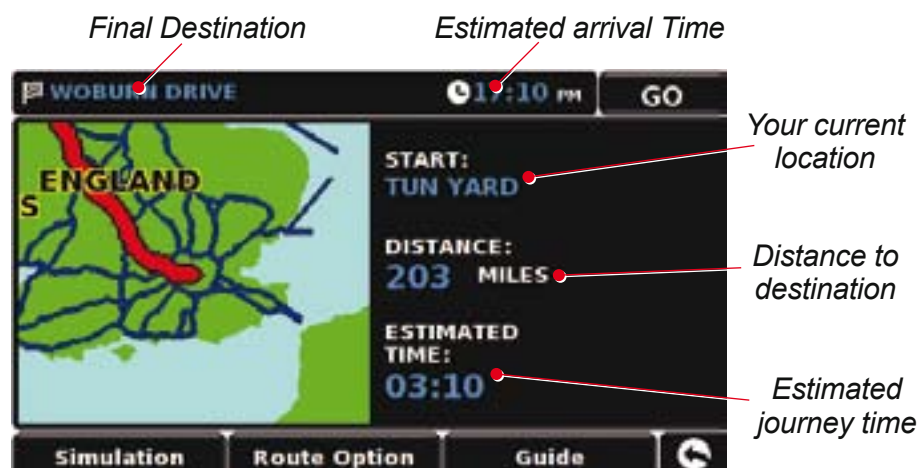 Final Destination
Estimated arrival Time
WOBURN DRIVE
17:10 PM
GO
Your current
location
ENGLAND
S
START:
TUN YARD
DISTANCE:
203 MILES
Distance to
destination
ESTIMATED
TIME:
03:10
Estimated
journey time
Simulation
Route Option
Guide